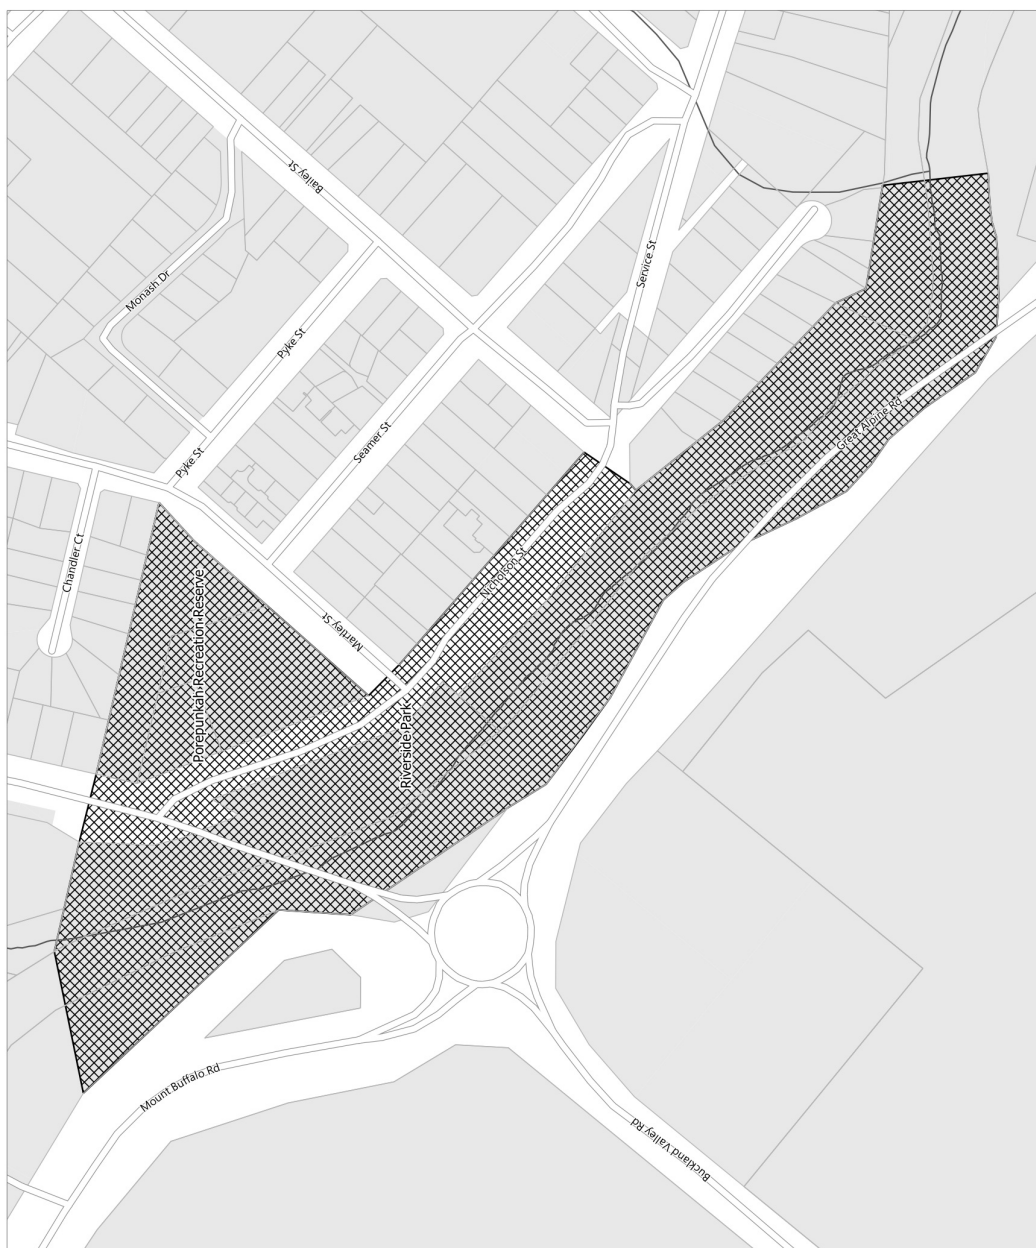 Bailey St
Service St
Monash Dr
Pyke St
Great Alpine Rd
Seamer St
Pyke St
Chandler Ct
Nicholson St
Porepunkah Recreation Reserve
Martley St
Riverside Park
Mount Buffalo Rd
Buckland Valley Rd